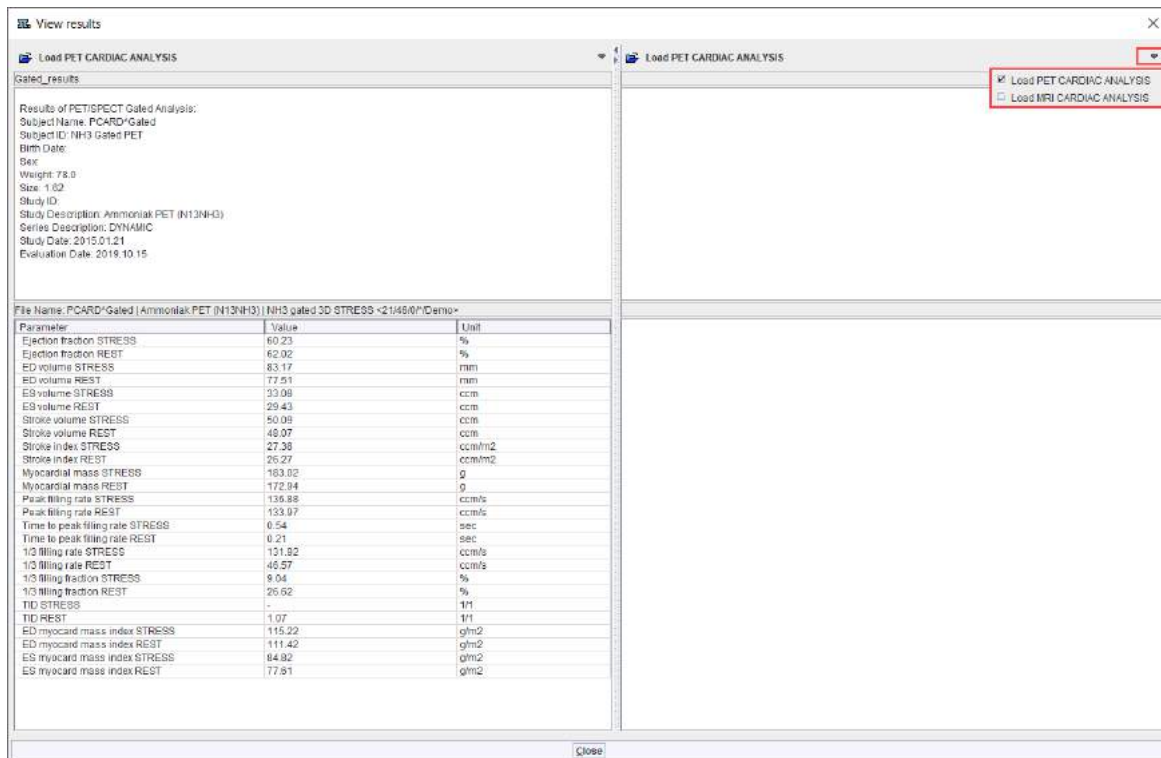 View results
Load PET CARDIAC ANALYSIS
Gated_results
Results of PET/SPECT Gated Analysis:
Subject Name: PCARD^Gated
Subject ID: NH3 Gated PET
Birth Date:
Sex:
Weight: 78.0
Size: 1.62
Study ID:
Study Description: Ammoniak PET (N13NH3)
Series Description: DYNAMIC
Study Date: 2015.01.21
Evaluation Date: 2019.10.15
File Name: PCARD^Gated | Ammoniak PET (N13NH3) | NH3 gated 3D STRESS <21/46/0/*/Demo>
Parameter Value Unit
Ejection fraction STRESS 60.23 %
Ejection fraction REST 62.02 %
ED volume STRESS 83.17 mm
ED volume REST 77.51 mm
ES volume STRESS 33.08 ccm
ES volume REST 29.43 ccm
Stroke volume STRESS 50.09 ccm
Stroke volume REST 48.07 ccm
Stroke index STRESS 27.38 ccm/m2
Stroke index REST 26.27 ccm/m2
Myocardial mass STRESS 183.02 g
Myocardial mass REST 172.94 g
Peak filling rate STRESS 136.88 ccm/s
Peak filling rate REST 133.97 ccm/s
Time to peak filling rate STRESS 0.54 sec
Time to peak filling rate REST 0.21 sec
1/3 filling rate STRESS 131.92 ccm/s
1/3 filling rate REST 46.57 ccm/s
1/3 filling fraction STRESS 9.04 %
1/3 filling fraction REST 26.62 %
TID STRESS - 1/1
TID REST 1.07 1/1
ED myocard mass index STRESS 115.22 g/m2
ED myocard mass index REST 111.42 g/m2
ES myocard mass index STRESS 84.82 g/m2
ES myocard mass index REST 77.61 g/m2
Load PET CARDIAC ANALYSIS
Load PET CARDIAC ANALYSIS
Load MRI CARDIAC ANALYSIS
Close